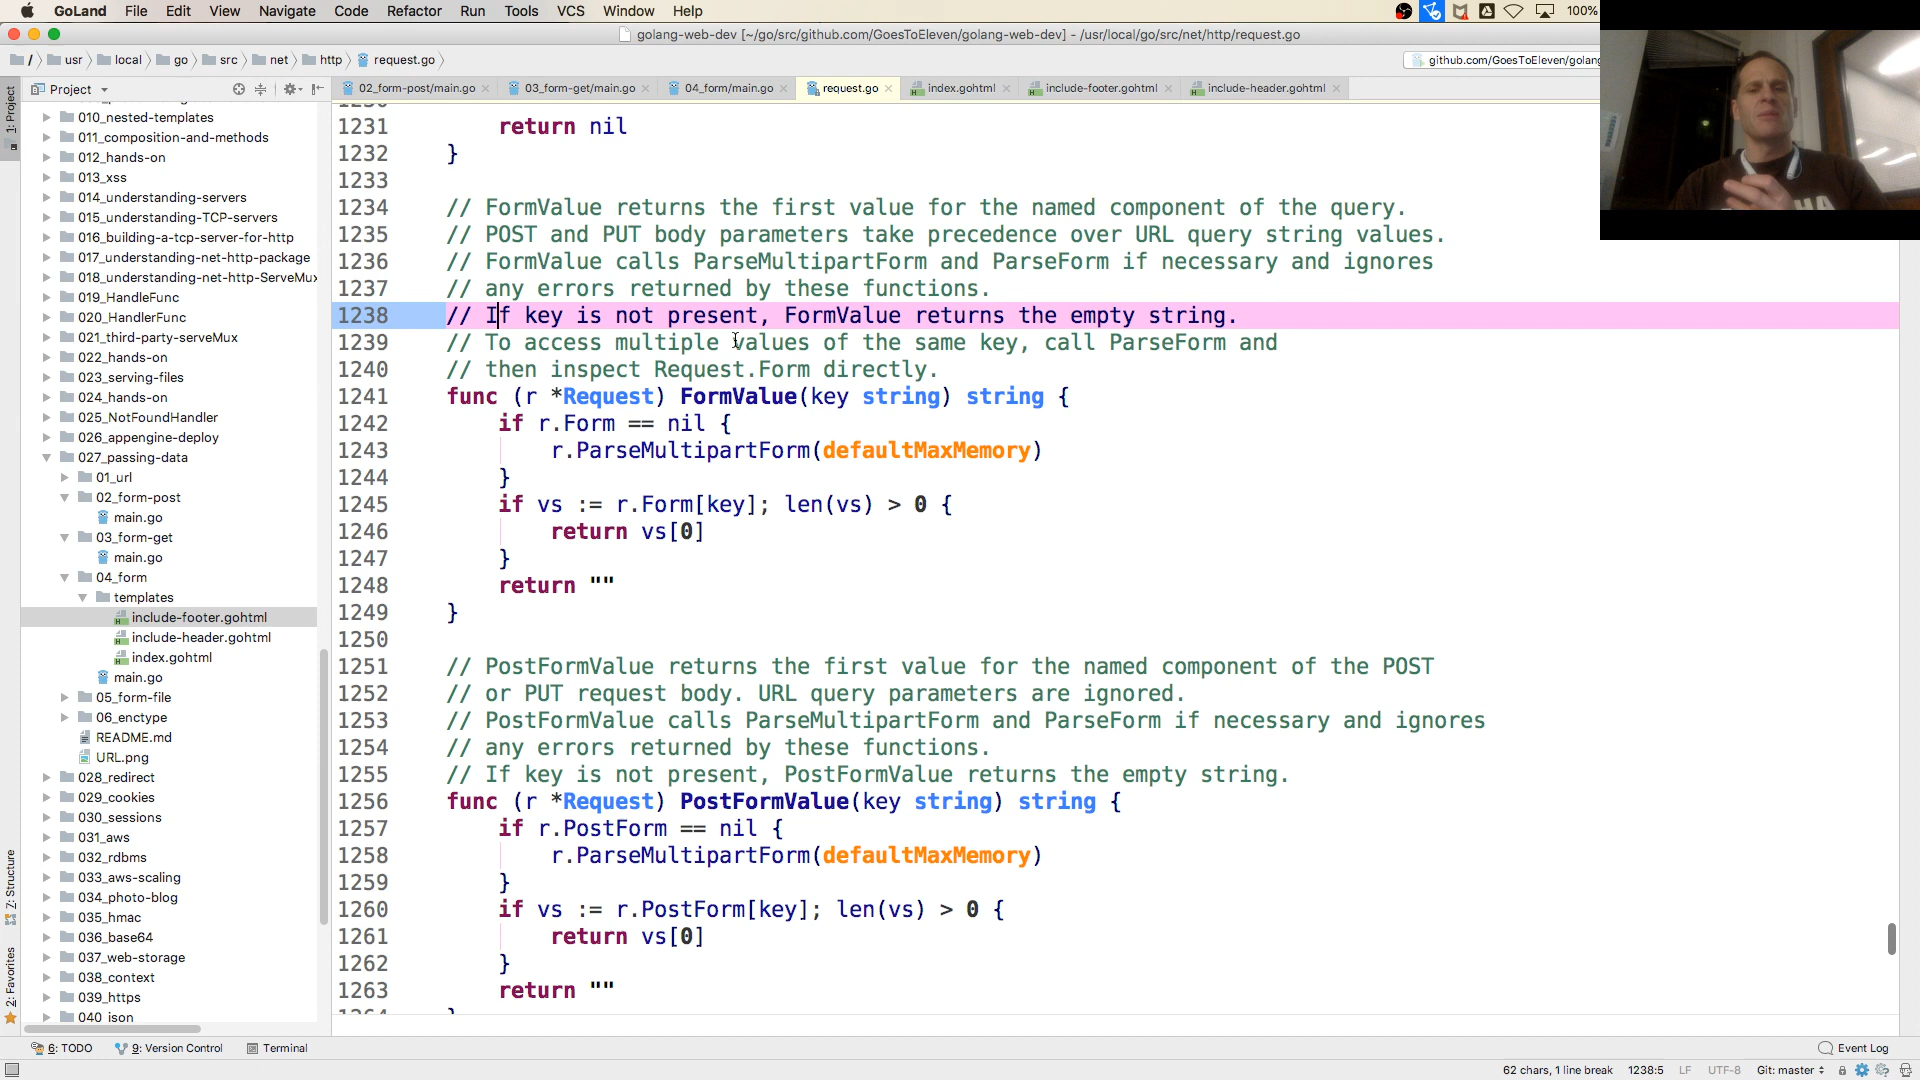 GoLand File Edit View Navigate Code Refactor Run Tools VCS Window Help 100%
golang-web-dev [~/go/src/github.com/GoesToEleven/golang-web-dev] - /usr/local/go/src/net/http/request.go
/ usr local go src net http request.go github.com/GoesToEleven/golang
Project 02_form-post/main.go 03_form-get/main.go 04_form/main.go request.go index.gohtml include-footer.gohtml include-header.gohtml
1: Project
7: Structure
2: Favorites
010_nested-templates
011_composition-and-methods
012_hands-on
013_xss
014_understanding-servers
015_understanding-TCP-servers
016_building-a-tcp-server-for-http
017_understanding-net-http-package
018_understanding-net-http-ServeMux
019_HandleFunc
020_HandlerFunc
021_third-party-serveMux
022_hands-on
023_serving-files
024_hands-on
025_NotFoundHandler
026_appengine-deploy
027_passing-data
01_url
02_form-post
main.go
03_form-get
main.go
04_form
templates
include-footer.gohtml
include-header.gohtml
index.gohtml
main.go
05_form-file
06_enctype
README.md
URL.png
028_redirect
029_cookies
030_sessions
031_aws
032_rdbms
033_aws-scaling
034_photo-blog
035_hmac
036_base64
037_web-storage
038_context
039_https
040_json
1231 return nil
1232 }
1233
1234 // FormValue returns the first value for the named component of the query.
1235 // POST and PUT body parameters take precedence over URL query string values.
1236 // FormValue calls ParseMultipartForm and ParseForm if necessary and ignores
1237 // any errors returned by these functions.
1238 // If key is not present, FormValue returns the empty string.
1239 // To access multiple values of the same key, call ParseForm and
1240 // then inspect Request.Form directly.
1241 func (r *Request) FormValue(key string) string {
1242 if r.Form == nil {
1243 r.ParseMultipartForm(defaultMaxMemory)
1244 }
1245 if vs := r.Form[key]; len(vs) > 0 {
1246 return vs[0]
1247 }
1248 return ""
1249 }
1250
1251 // PostFormValue returns the first value for the named component of the POST
1252 // or PUT request body. URL query parameters are ignored.
1253 // PostFormValue calls ParseMultipartForm and ParseForm if necessary and ignores
1254 // any errors returned by these functions.
1255 // If key is not present, PostFormValue returns the empty string.
1256 func (r *Request) PostFormValue(key string) string {
1257 if r.PostForm == nil {
1258 r.ParseMultipartForm(defaultMaxMemory)
1259 }
1260 if vs := r.PostForm[key]; len(vs) > 0 {
1261 return vs[0]
1262 }
1263 return ""
6: TODO 9: Version Control Terminal Event Log
62 chars, 1 line break 1238:5 LF UTF-8 Git: master